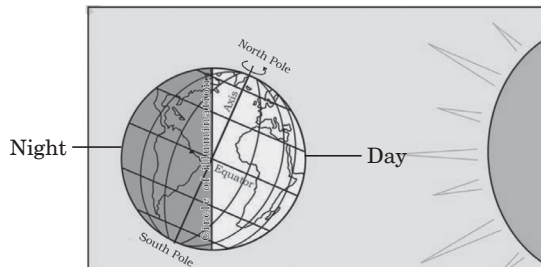 North Pole
Axis
Circle of Illumination
Night
Day
Equator
South Pole